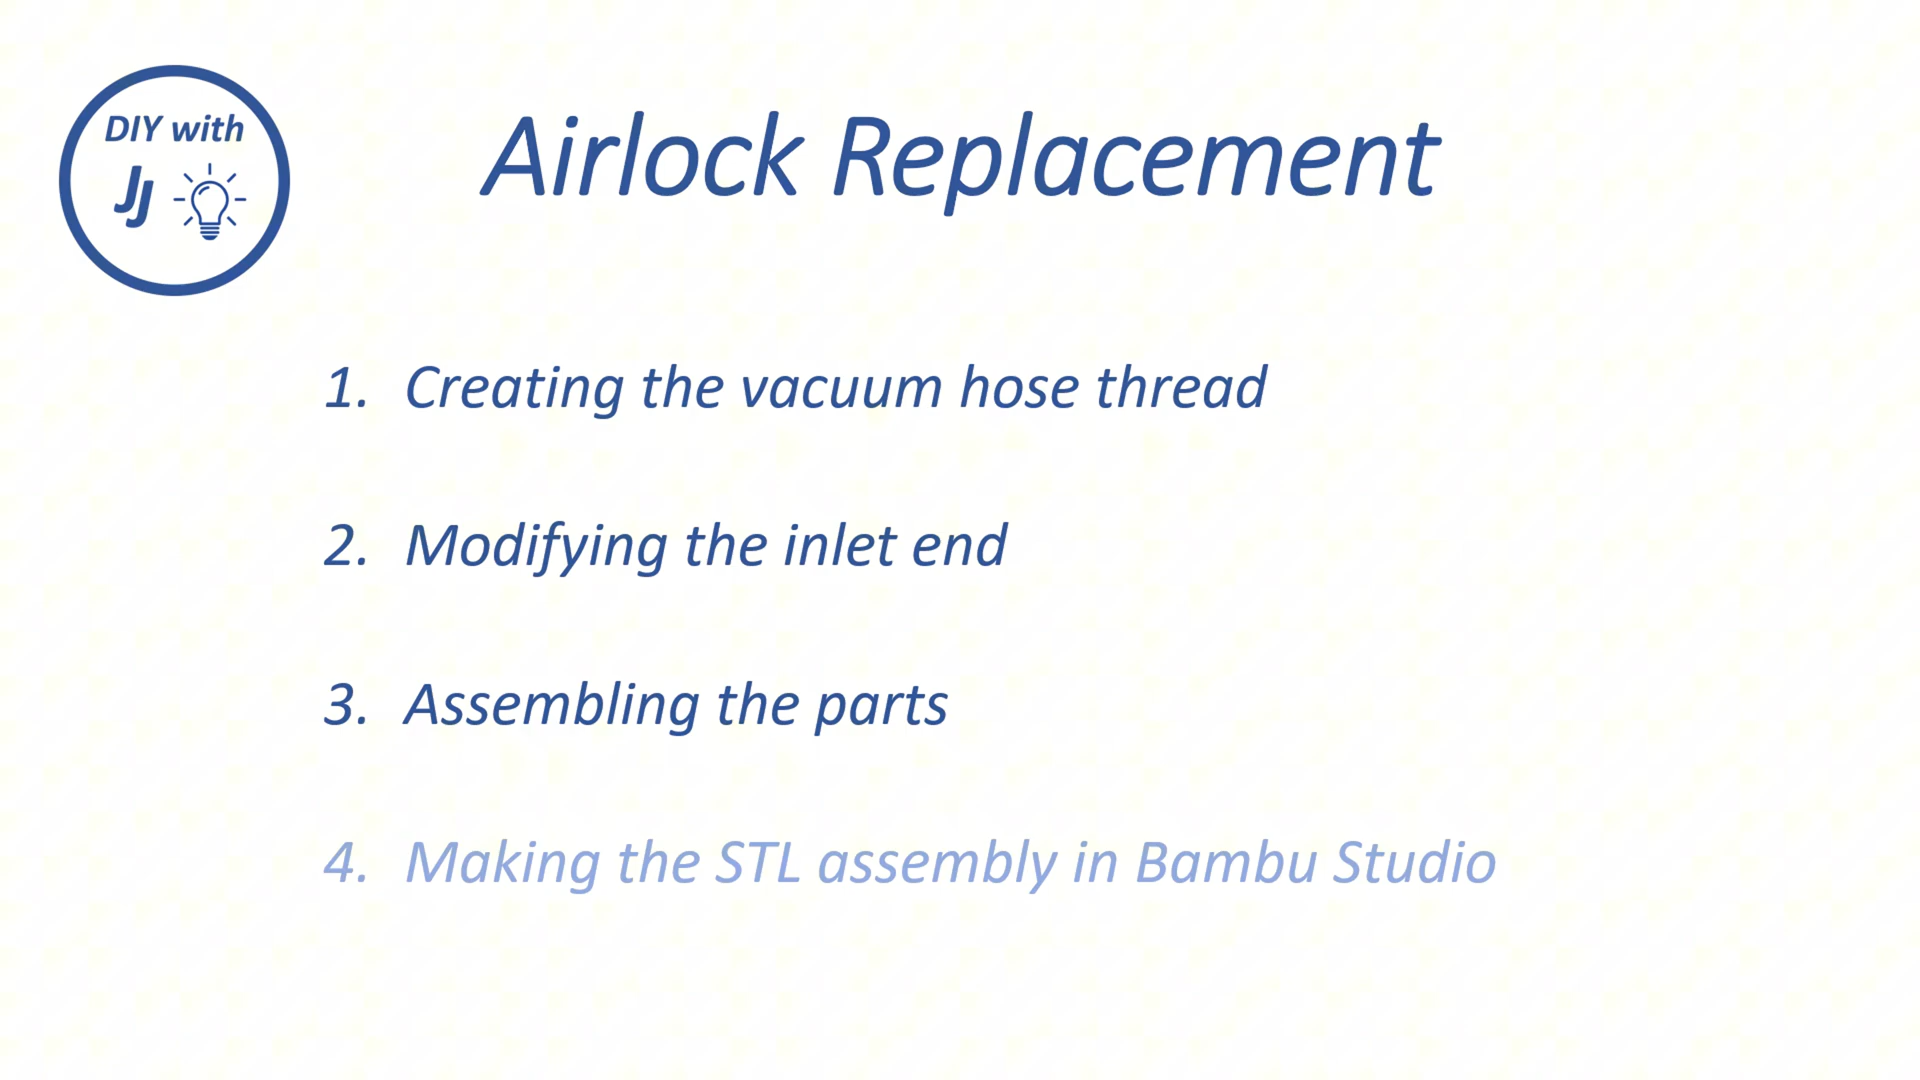 DIY with
JJ
Airlock Replacement
1. Creating the vacuum hose thread
2. Modifying the inlet end
3. Assembling the parts
4. Making the STL assembly in Bambu Studio